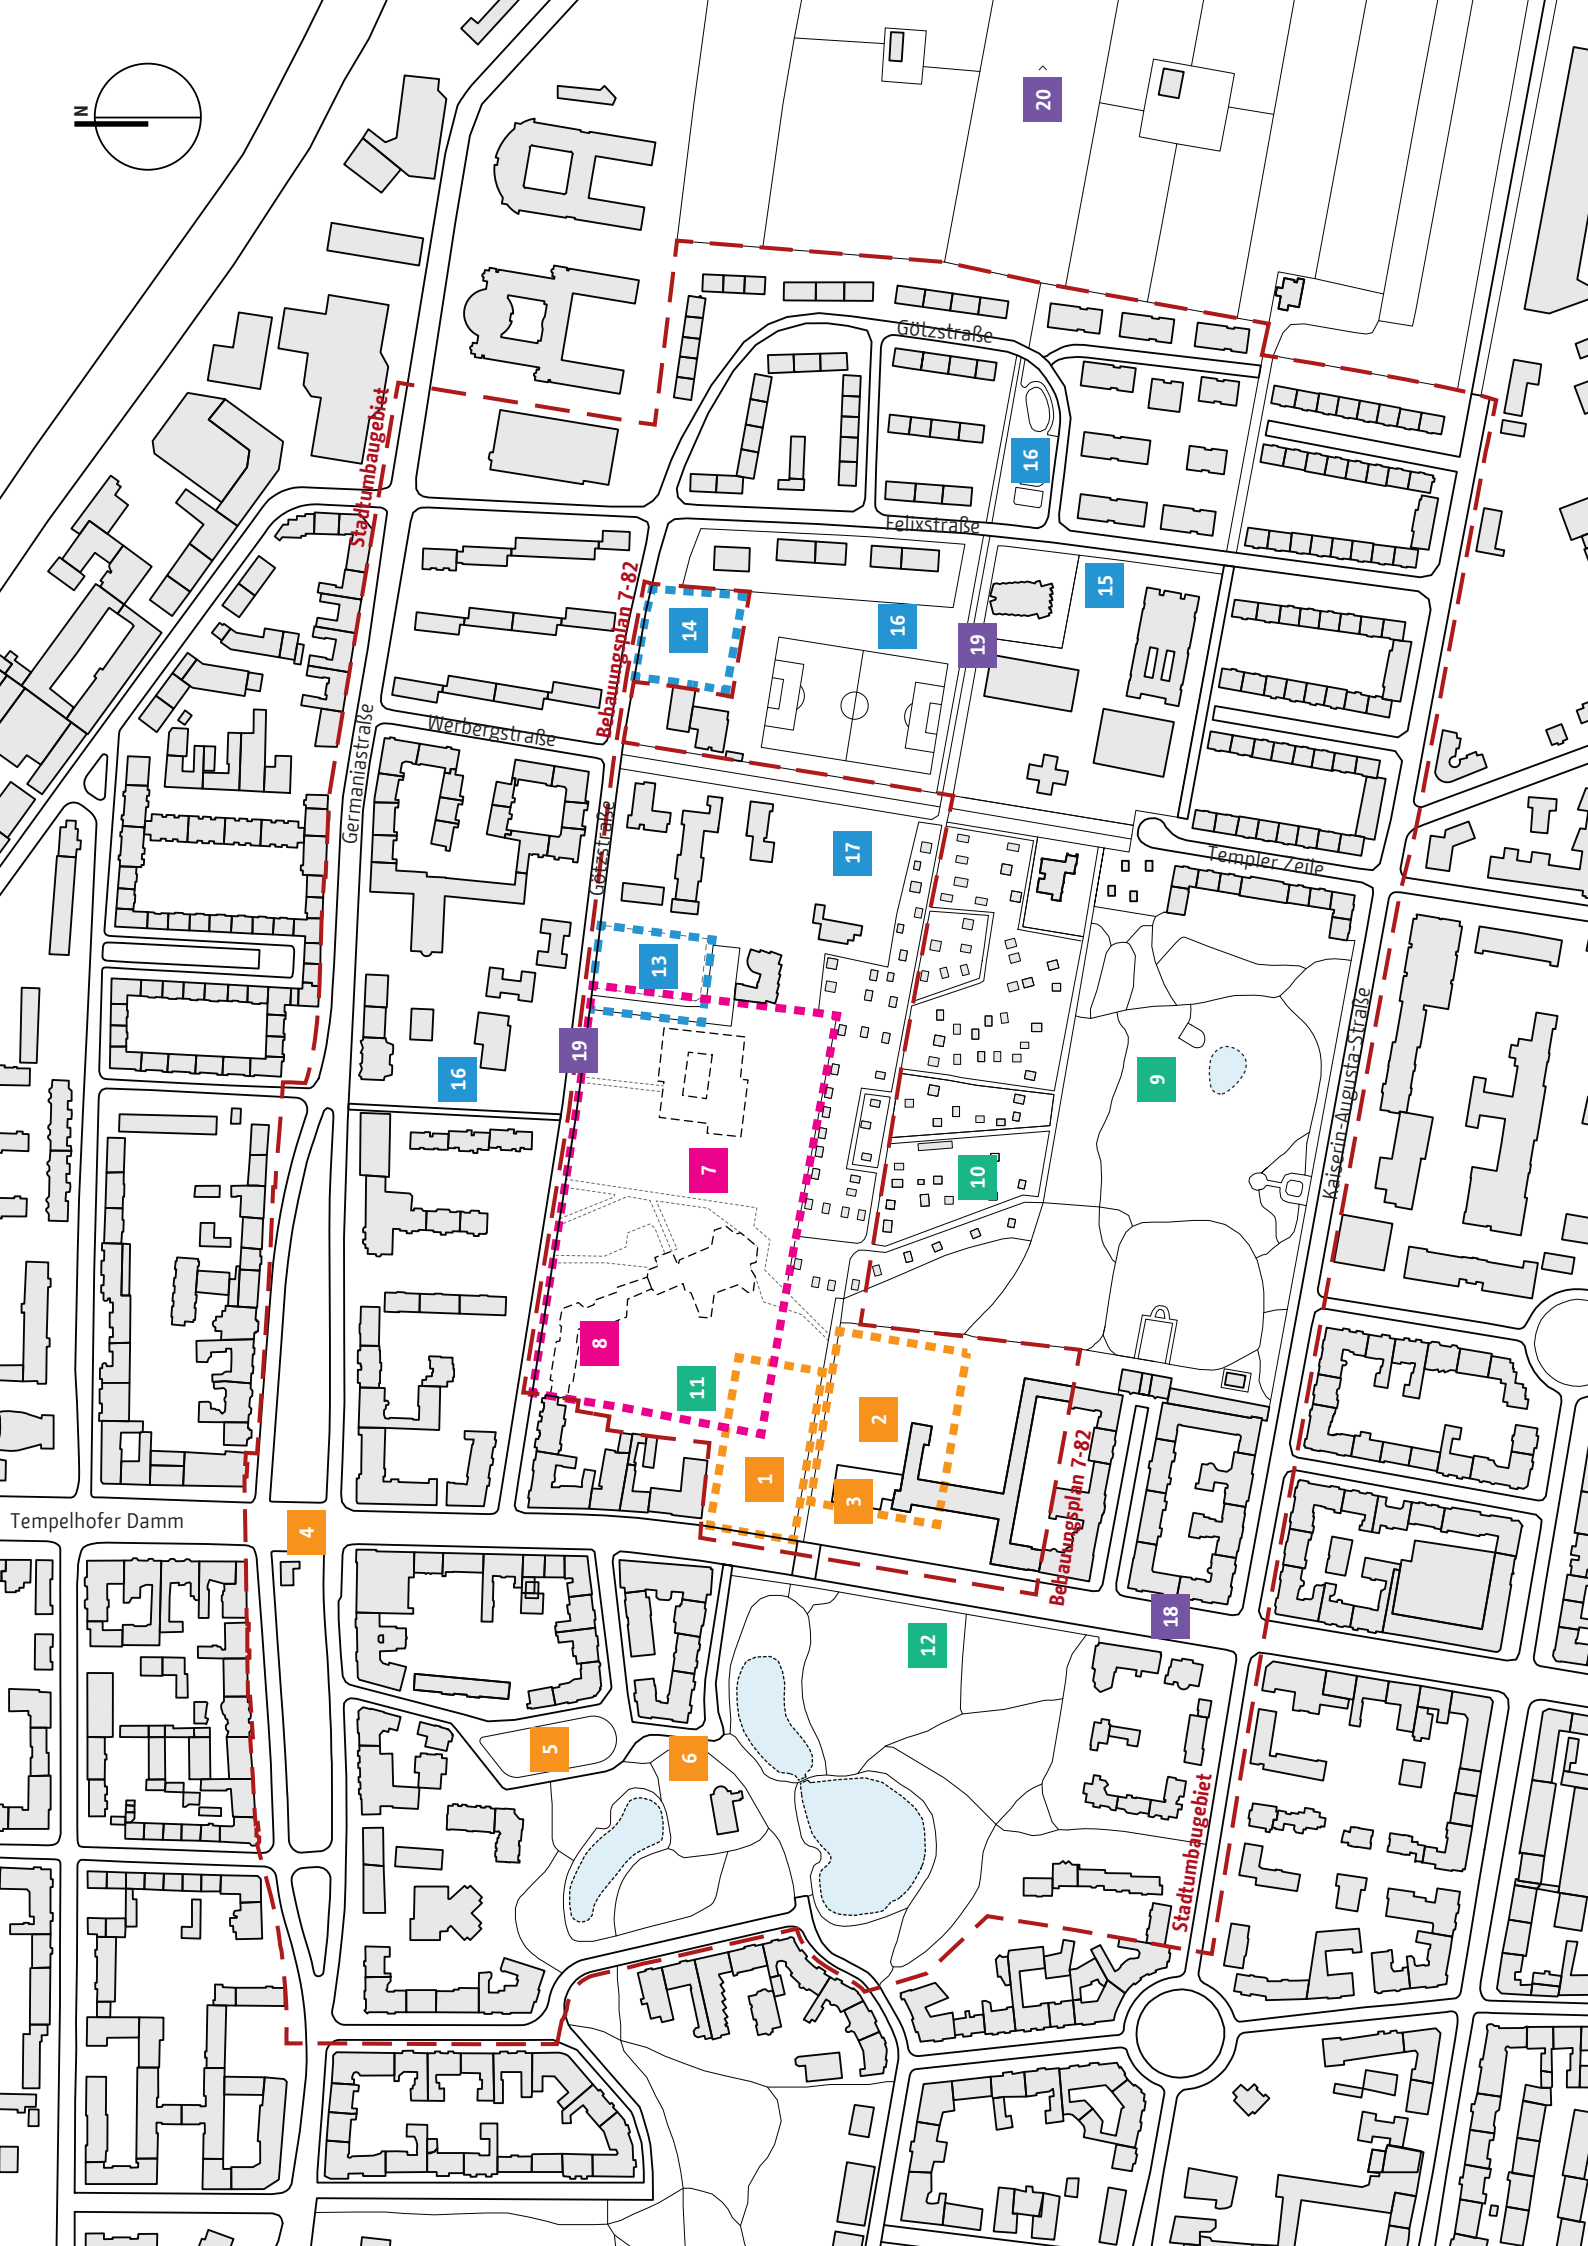 N
20
Götzstraße
Stadtumbaugebiet
16
Felixstraße
15
Bebauungsplan 7-82
14
16
19
Germaniastraße
Werbergstraße
Götzstraße
17
Templer Zeile
13
19
16
9
Kaiserin-Augusta-Straße
7
10
8
11
2
1
3
Bebauungsplan 7-82
Tempelhofer Damm
4
18
12
5
6
Stadtumbaugebiet